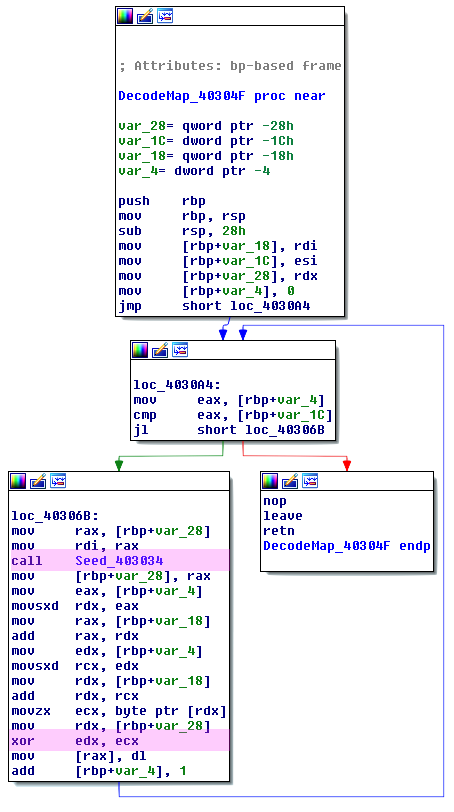 ; Attributes: bp-based frame
DecodeMap_40304F proc near
var_28= qword ptr -28h
var_1C= dword ptr -1Ch
var_18= qword ptr -18h
var_4= dword ptr -4
push rbp
mov rbp, rsp
sub rsp, 28h
mov [rbp+var_18], rdi
mov [rbp+var_1C], esi
mov [rbp+var_28], rdx
mov [rbp+var_4], 0
jmp short loc_4030A4
loc_4030A4:
mov eax, [rbp+var_4]
cmp eax, [rbp+var_1C]
jl short loc_40306B
loc_40306B:
mov rax, [rbp+var_28]
mov rdi, rax
call Seed_403034
mov [rbp+var_28], rax
mov eax, [rbp+var_4]
movsxd rdx, eax
mov rax, [rbp+var_18]
add rax, rdx
mov edx, [rbp+var_4]
movsxd rcx, edx
mov rdx, [rbp+var_18]
add rdx, rcx
movzx ecx, byte ptr [rdx]
mov rdx, [rbp+var_28]
xor edx, ecx
mov [rax], dl
add [rbp+var_4], 1
nop
leave
retn
DecodeMap_40304F endp